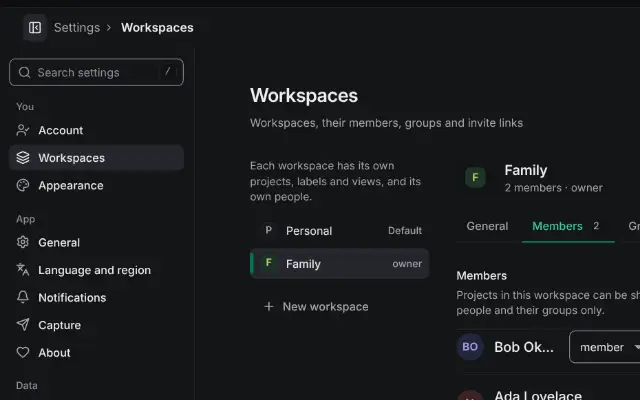 Settings > Workspaces
Search settings /
You
Account
Workspaces
Appearance
App
General
Language and region
Notifications
Capture
About
Data
Workspaces
Workspaces, their members, groups and invite links
Each workspace has its own
projects, labels and views, and its
own people.
P Personal Default
F Family owner
+ New workspace
F Family
2 members · owner
General Members 2
Members
Projects in this workspace can be
people and their groups only.
BO Bob Ok... member
Ada Lovelace